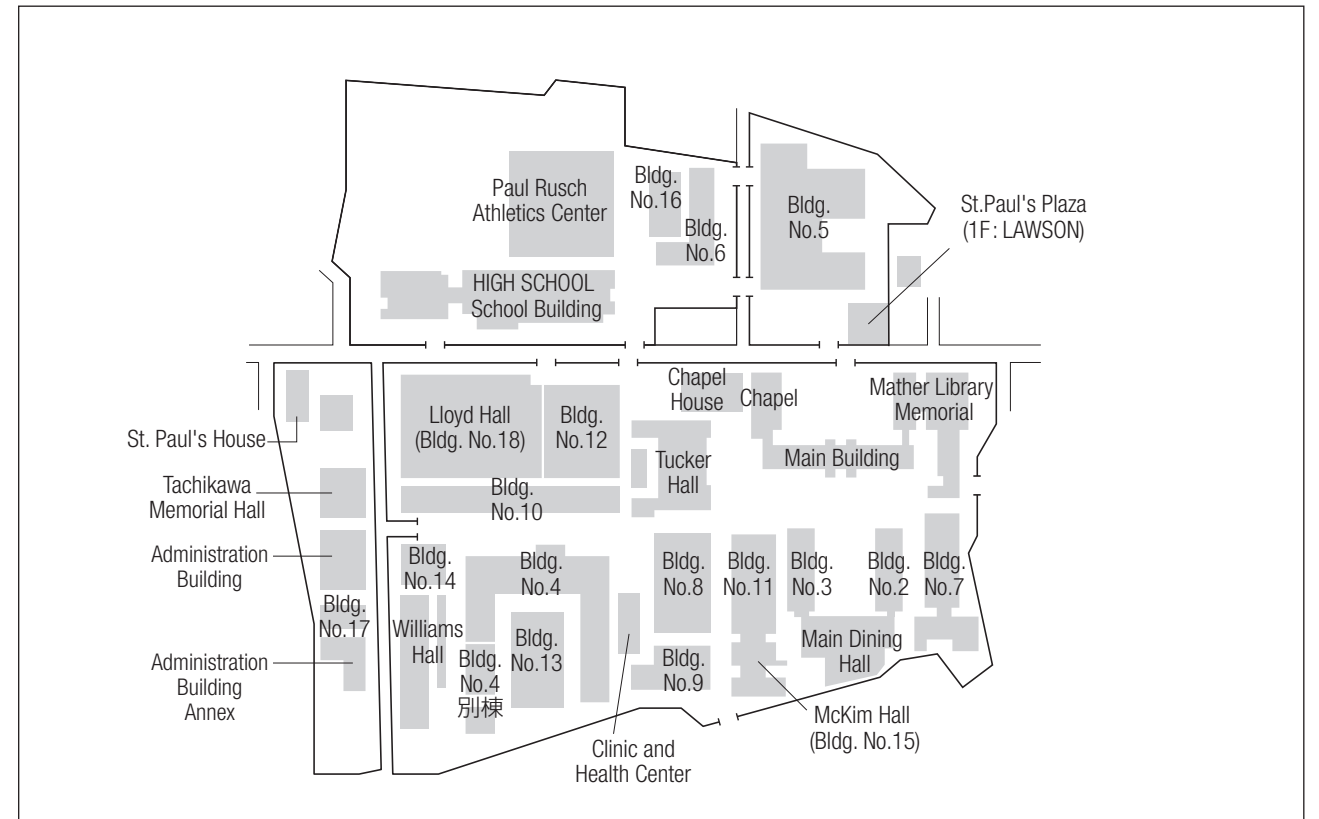 Paul Rusch
Athletics Center
Bldg.
No.16
Bldg.
No.6
Bldg.
No.5
St.Paul's Plaza
(1F: LAWSON)
HIGH SCHOOL
School Building
Chapel
House
Chapel
Mather Library
Memorial
Lloyd Hall
(Bldg. No.18)
Bldg.
No.12
St. Paul's House
Tucker
Hall
Main Building
Tachikawa
Memorial Hall
Bldg.
No.10
Administration
Building
Bldg.
No.14
Bldg.
No.4
Bldg.
No.8
Bldg.
No.11
Bldg.
No.3
Bldg.
No.2
Bldg.
No.7
Bldg.
No.17
Williams
Hall
Bldg.
No.13
Main Dining
Hall
Administration
Building
Annex
Bldg.
No.4
別棟
Bldg.
No.9
McKim Hall
(Bldg. No.15)
Clinic and
Health Center